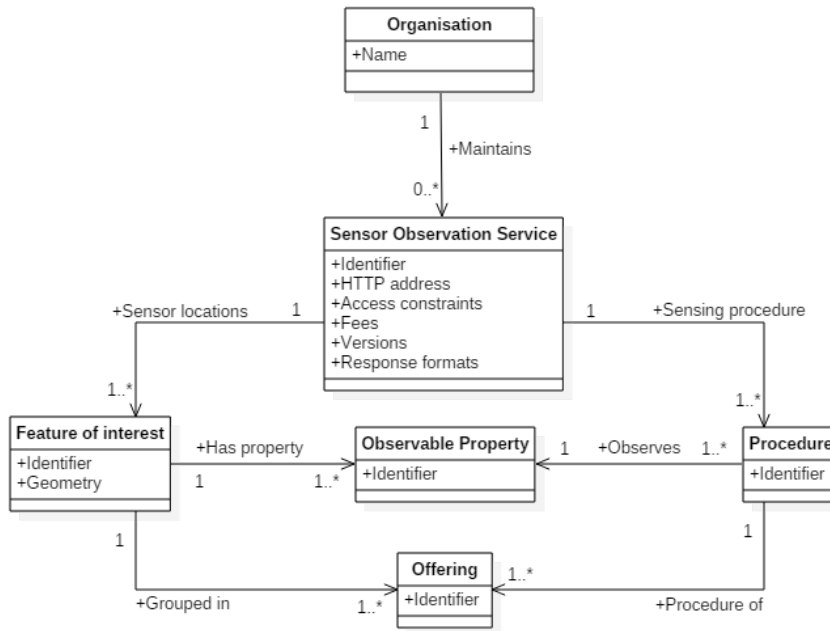 Organisation
+Name
1
+Maintains
0..*
Sensor Observation Service
+Identifier
+HTTP address
+Access constraints
+Fees
+Versions
+Response formats
+Sensor locations
1
1
+Sensing procedure
1..*
1..*
Feature of interest
+Identifier
+Geometry
+Has property
1
1..*
Observable Property
+Identifier
1
+Observes
1..*
Procedure
+Identifier
1
1
Offering
+Identifier
+Grouped in
1..*
1..*
+Procedure of